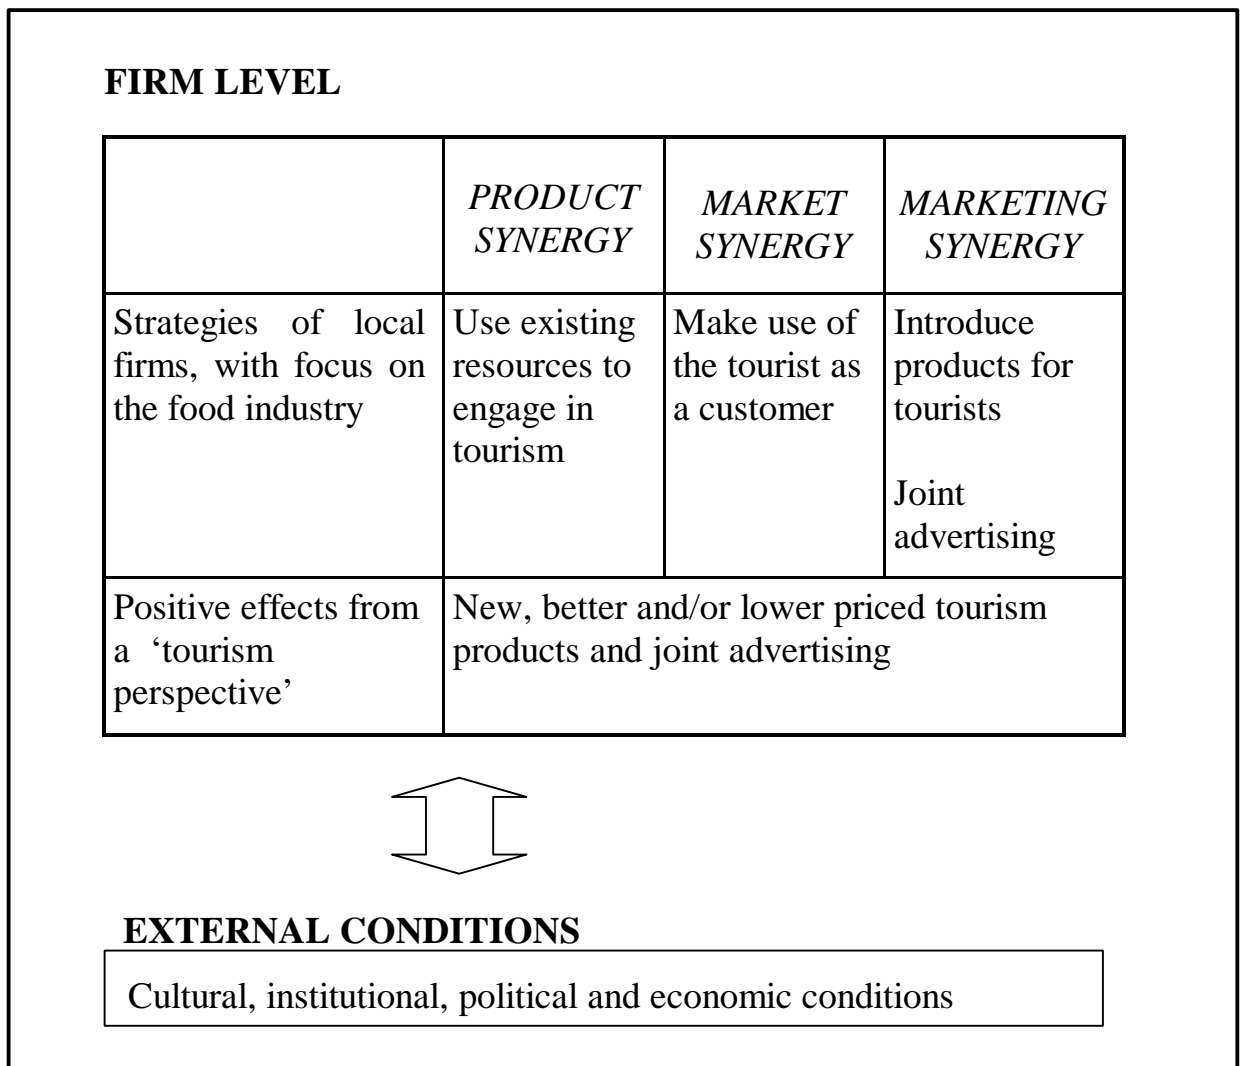 FIRM LEVEL
PRODUCT
SYNERGY
MARKET
SYNERGY
MARKETING
SYNERGY
Strategies of local
firms, with focus on
the food industry
Use existing
resources to
engage in
tourism
Make use of
the tourist as
a customer
Introduce
products for
tourists
Joint
advertising
Positive effects from
a ‘tourism
perspective’
New, better and/or lower priced tourism
products and joint advertising
EXTERNAL CONDITIONS
Cultural, institutional, political and economic conditions